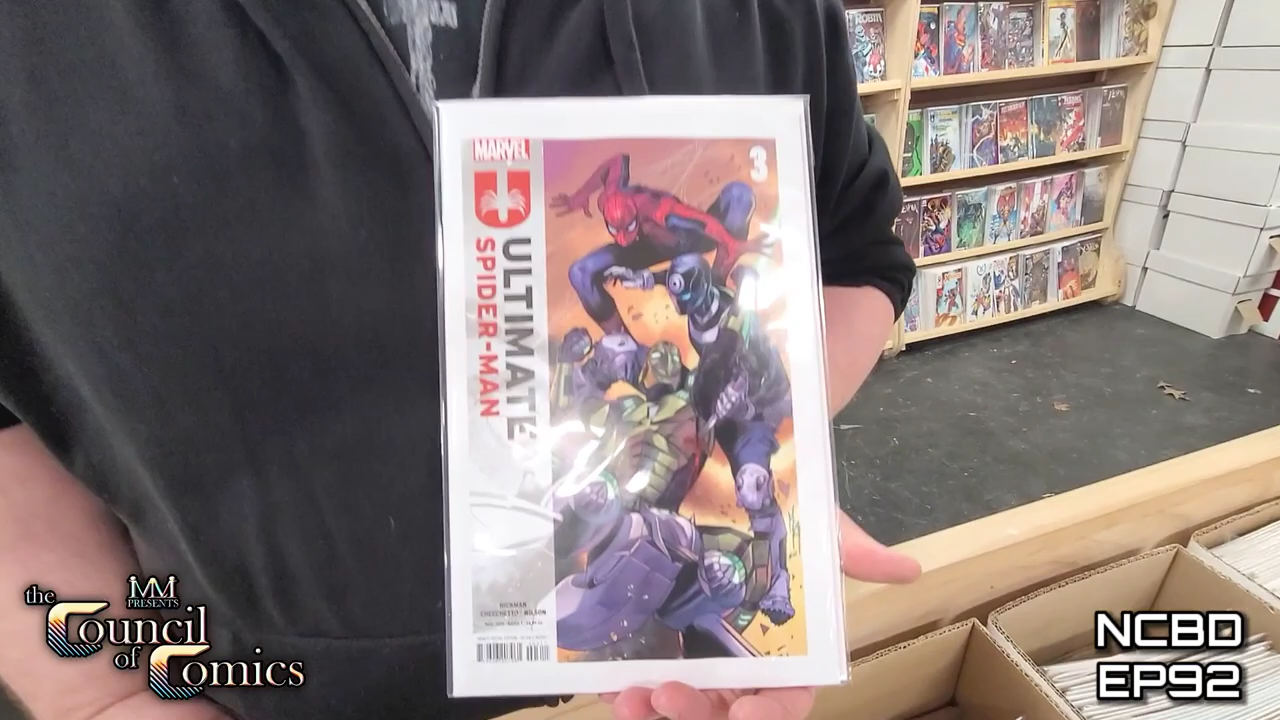 MARVEL
3
ULTIMATE
SPIDER-MAN
HICKMAN
CHECCHETTO WILSON
ROBIN
MM
PRESENTS
the
Council
of
Comics
NCBD
EP92